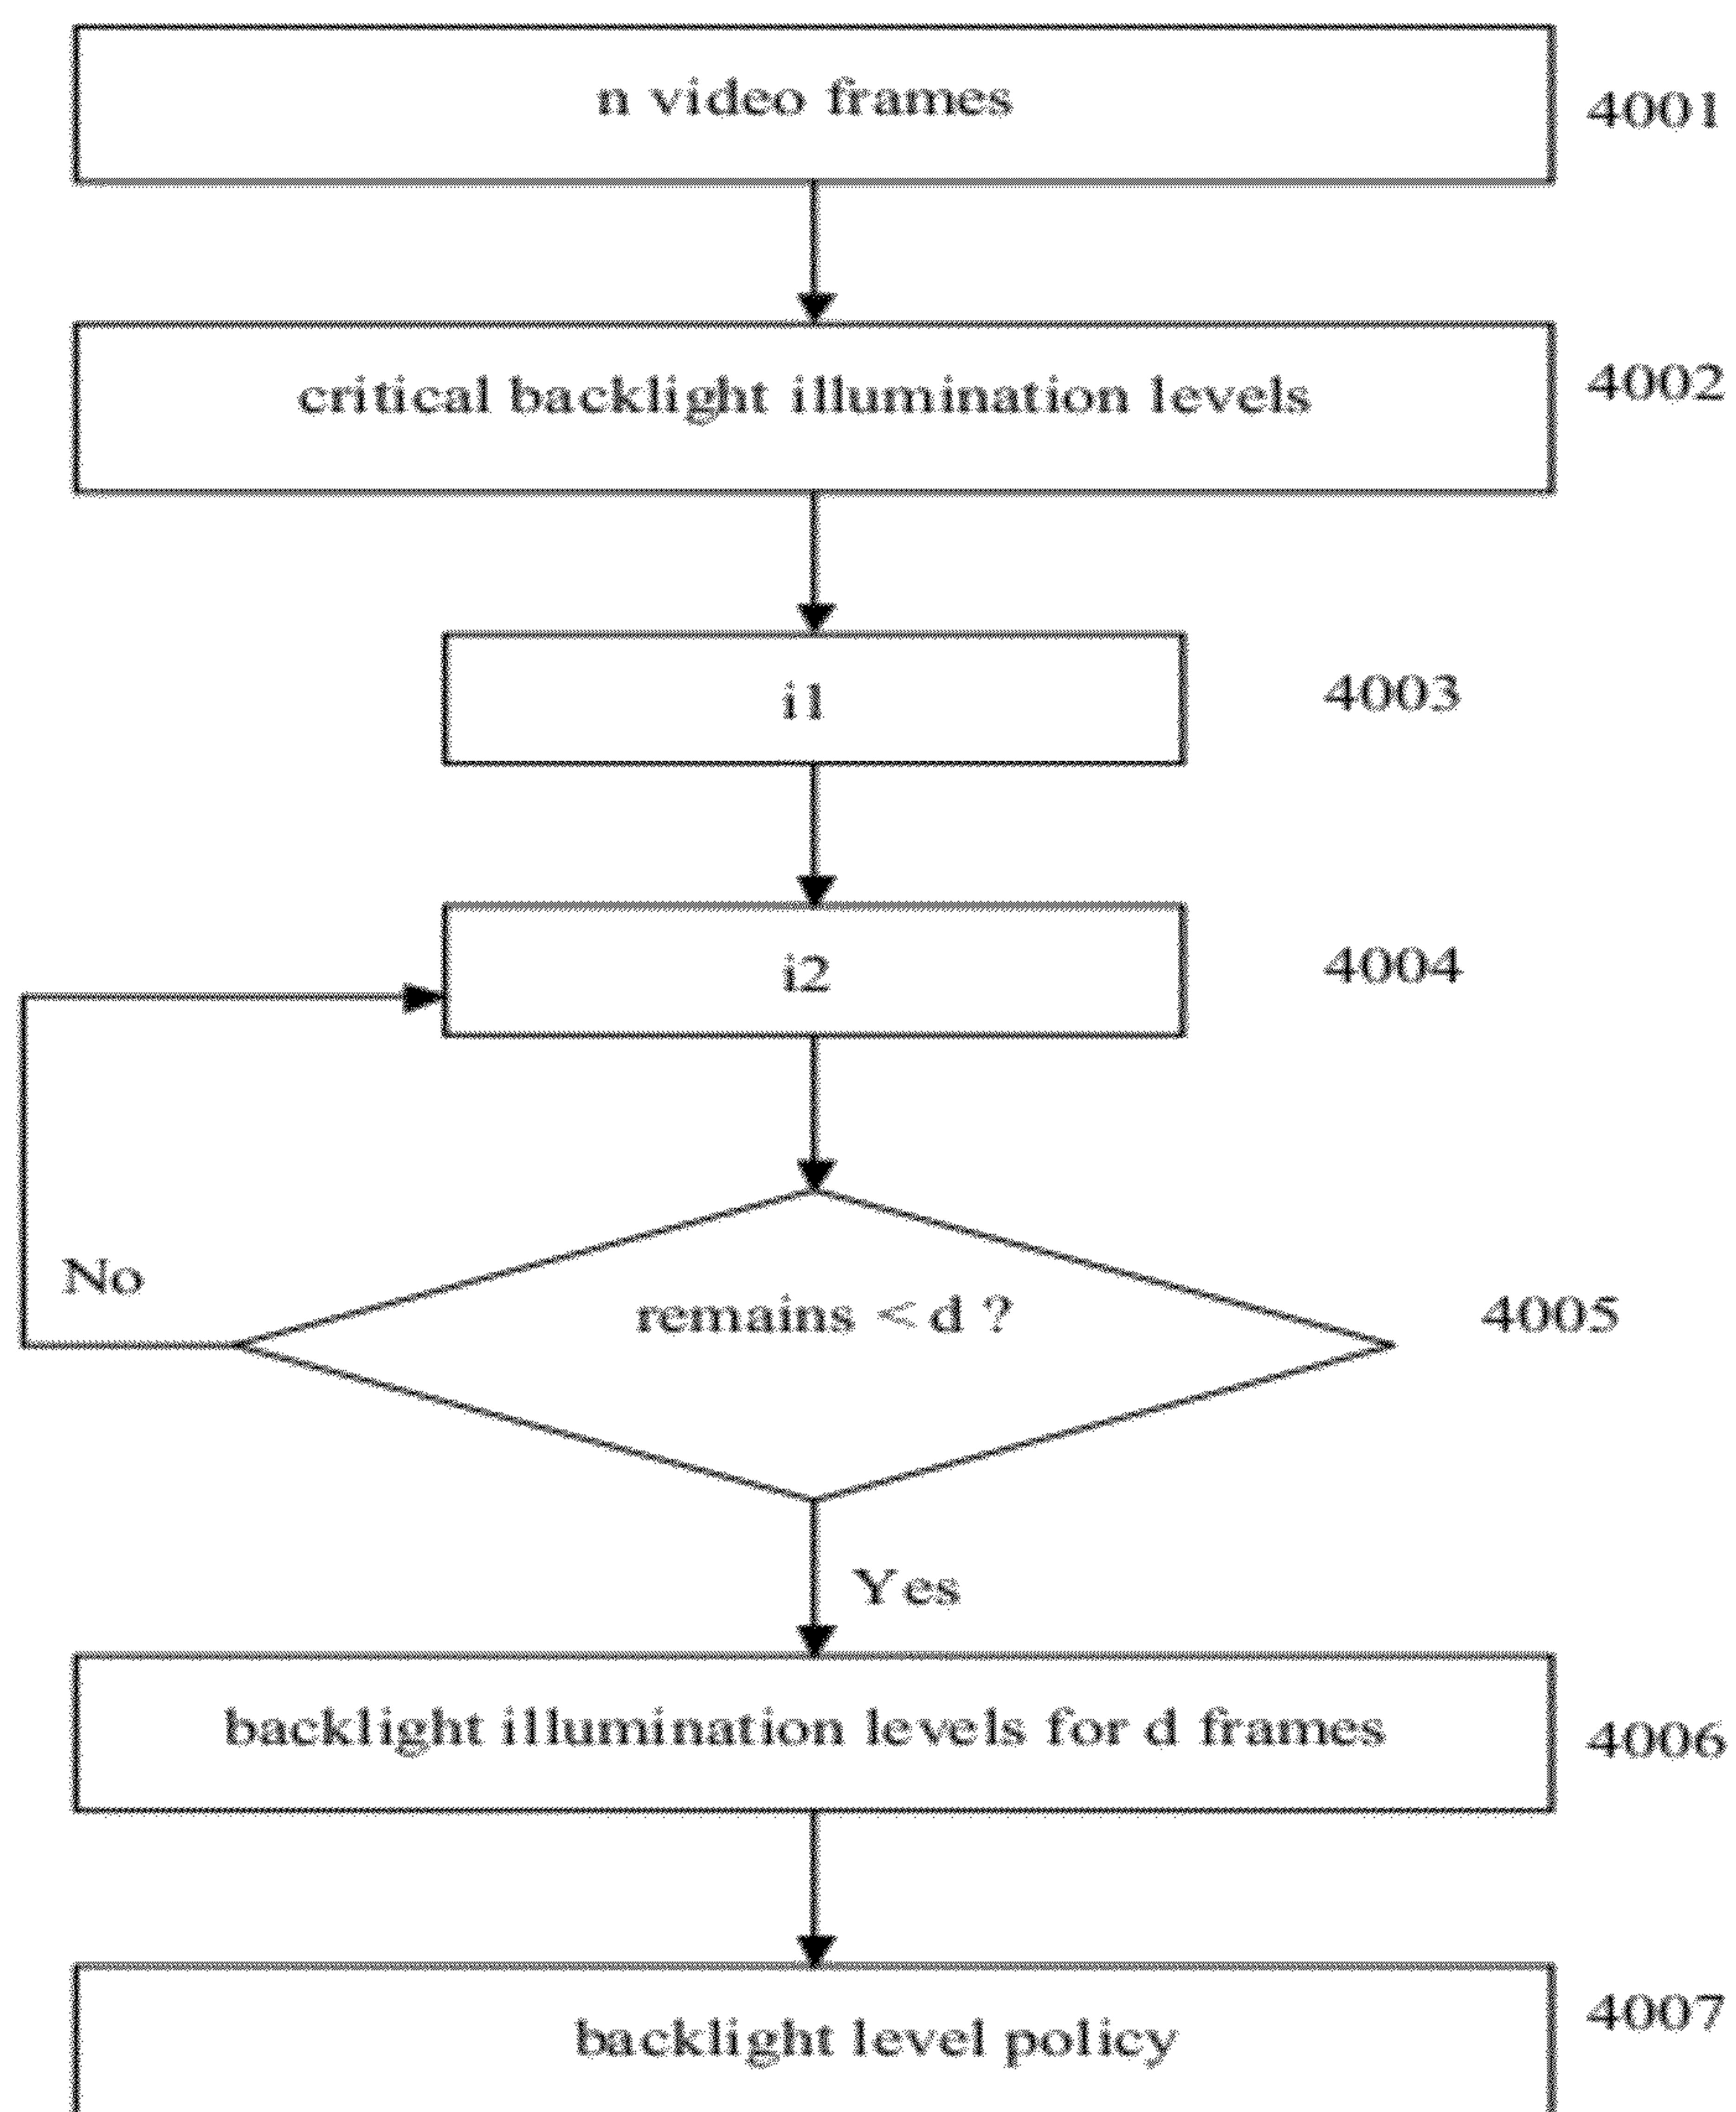 n video frames
4001
critical backlight illumination levels
4002
i1
4003
i2
4004
No
remains < d ?
4005
Yes
backlight illumination levels for d frames
4006
backlight level policy
4007